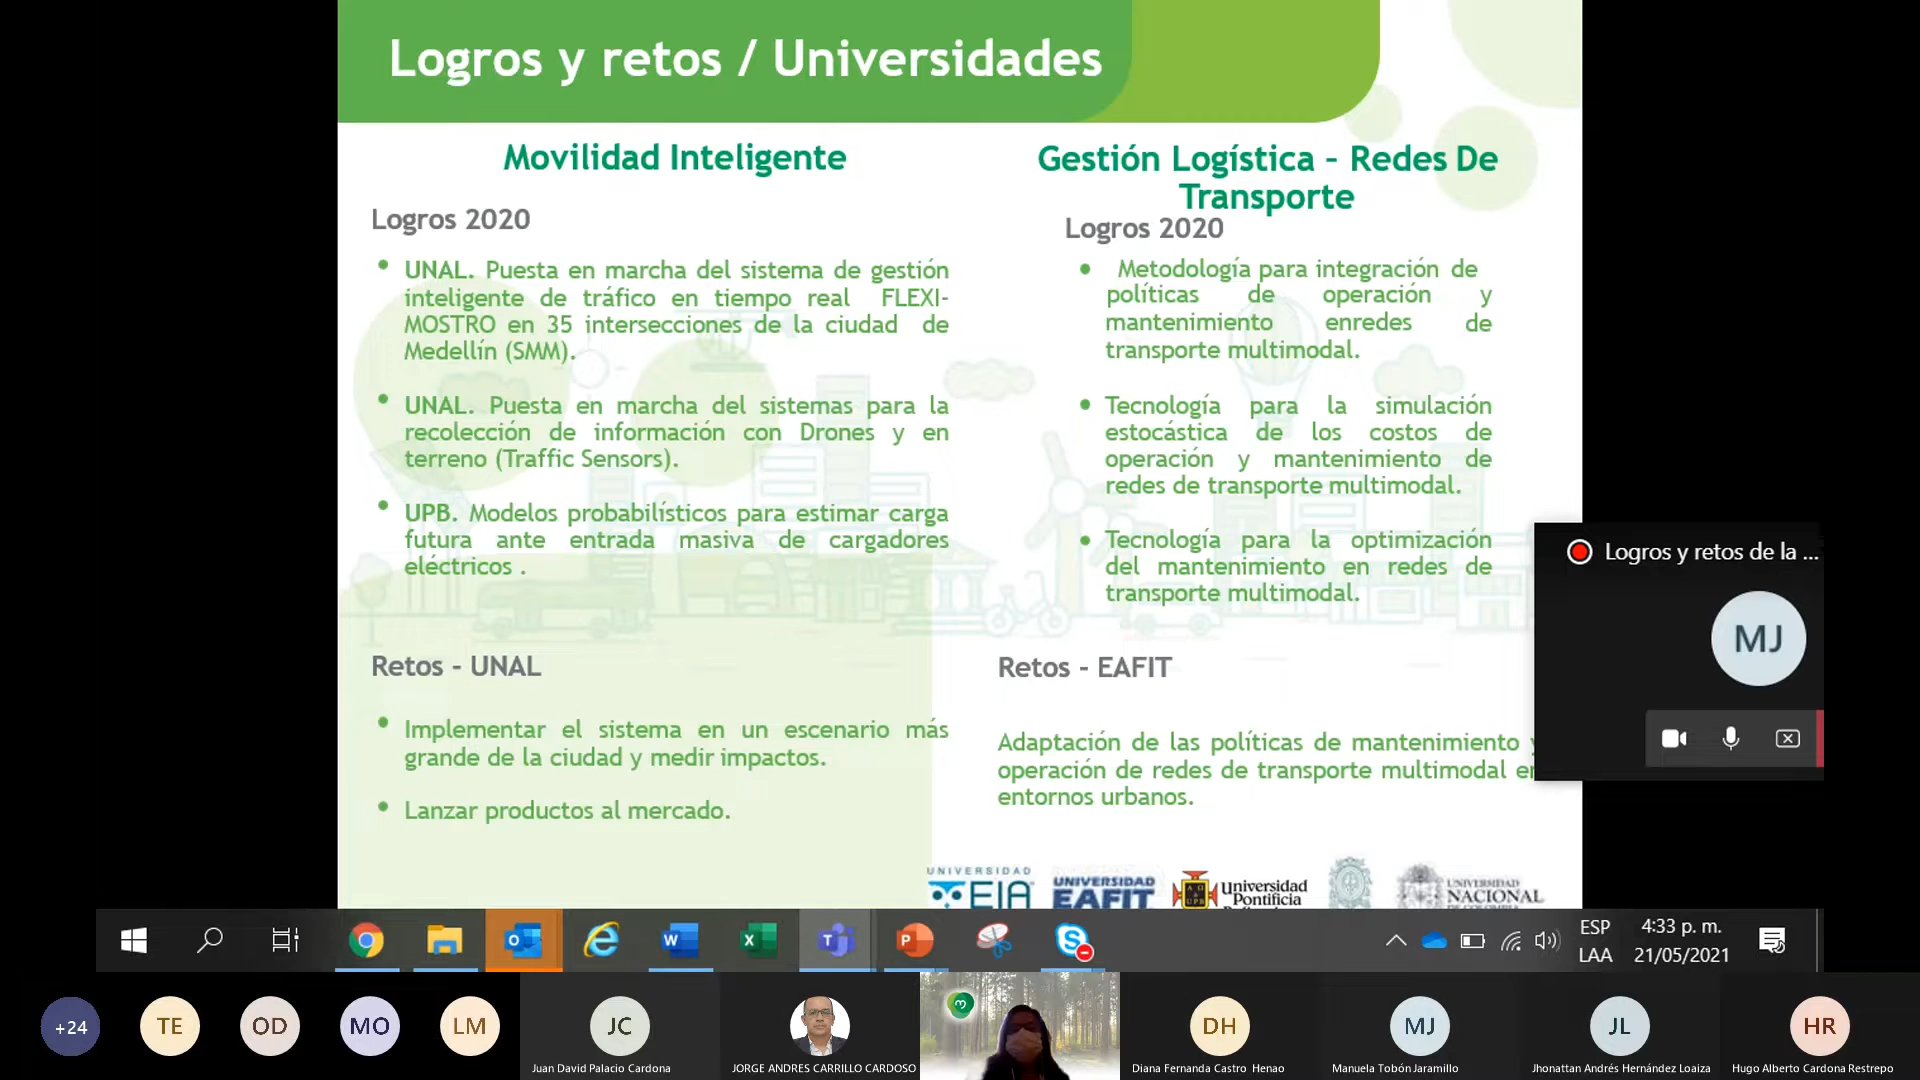 Logros y retos / Universidades
Movilidad Inteligente
Logros 2020
• UNAL. Puesta en marcha del sistema de gestión
inteligente de tráfico en tiempo real FLEXI-
MOSTRO en 35 intersecciones de la ciudad de
Medellín (SMM).
• UNAL. Puesta en marcha del sistemas para la
recolección de información con Drones y en
terreno (Traffic Sensors).
• UPB. Modelos probabilísticos para estimar carga
futura ante entrada masiva de cargadores
eléctricos .
Retos - UNAL
• Implementar el sistema en un escenario más
grande de la ciudad y medir impactos.
• Lanzar productos al mercado.
Gestión Logística – Redes De
Transporte
Logros 2020
• Metodología para integración de
políticas de operación y
mantenimiento enredes de
transporte multimodal.
• Tecnología para la simulación
estocástica de los costos de
operación y mantenimiento de
redes de transporte multimodal.
• Tecnología para la optimización
del mantenimiento en redes de
transporte multimodal.
Retos - EAFIT
Adaptación de las políticas de mantenimiento y
operación de redes de transporte multimodal en
entornos urbanos.
UNIVERSIDAD
EIA
UNIVERSIDAD
EAFIT
Universidad
Pontificia
UNIVERSIDAD
NACIONAL
Logros y retos de la ...
MJ
ESP
LAA
4:33 p. m.
21/05/2021
+24
TE
OD
MO
LM
JC
Juan David Palacio Cardona
JORGE ANDRES CARRILLO CARDOSO
DH
Diana Fernanda Castro Henao
MJ
Manuela Tobón Jaramillo
JL
Jhonattan Andrés Hernández Loaiza
HR
Hugo Alberto Cardona Restrepo